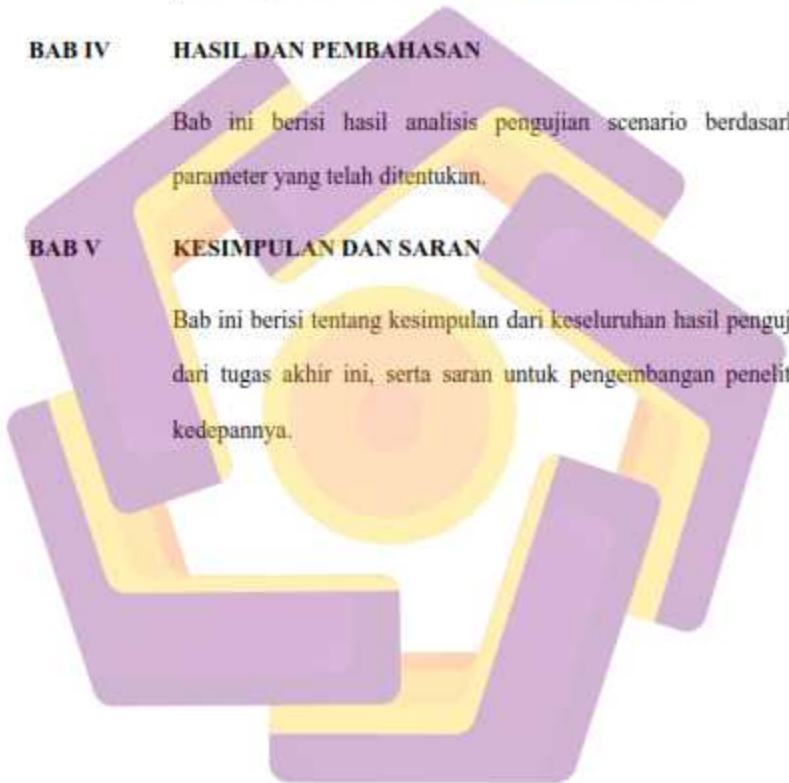 BAB IV HASIL DAN PEMBAHASAN
Bab ini berisi hasil analisis pengujian scenario berdasar
parameter yang telah ditentukan.
BAB V KESIMPULAN DAN SARAN
Bab ini berisi tentang kesimpulan dari keseluruhan hasil penguj
dari tugas akhir ini, serta saran untuk pengembangan penelit
kedepannya.